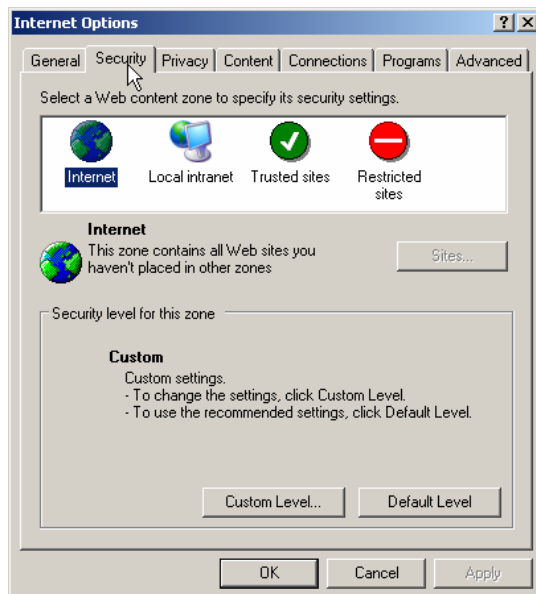 Internet Options
General Security Privacy Content Connections Programs Advanced
Select a Web content zone to specify its security settings.
Internet Local intranet Trusted sites Restricted sites
Internet
This zone contains all Web sites you
haven't placed in other zones
Sites...
Security level for this zone
Custom
Custom settings.
- To change the settings, click Custom Level.
- To use the recommended settings, click Default Level.
Custom Level... Default Level
OK Cancel Apply